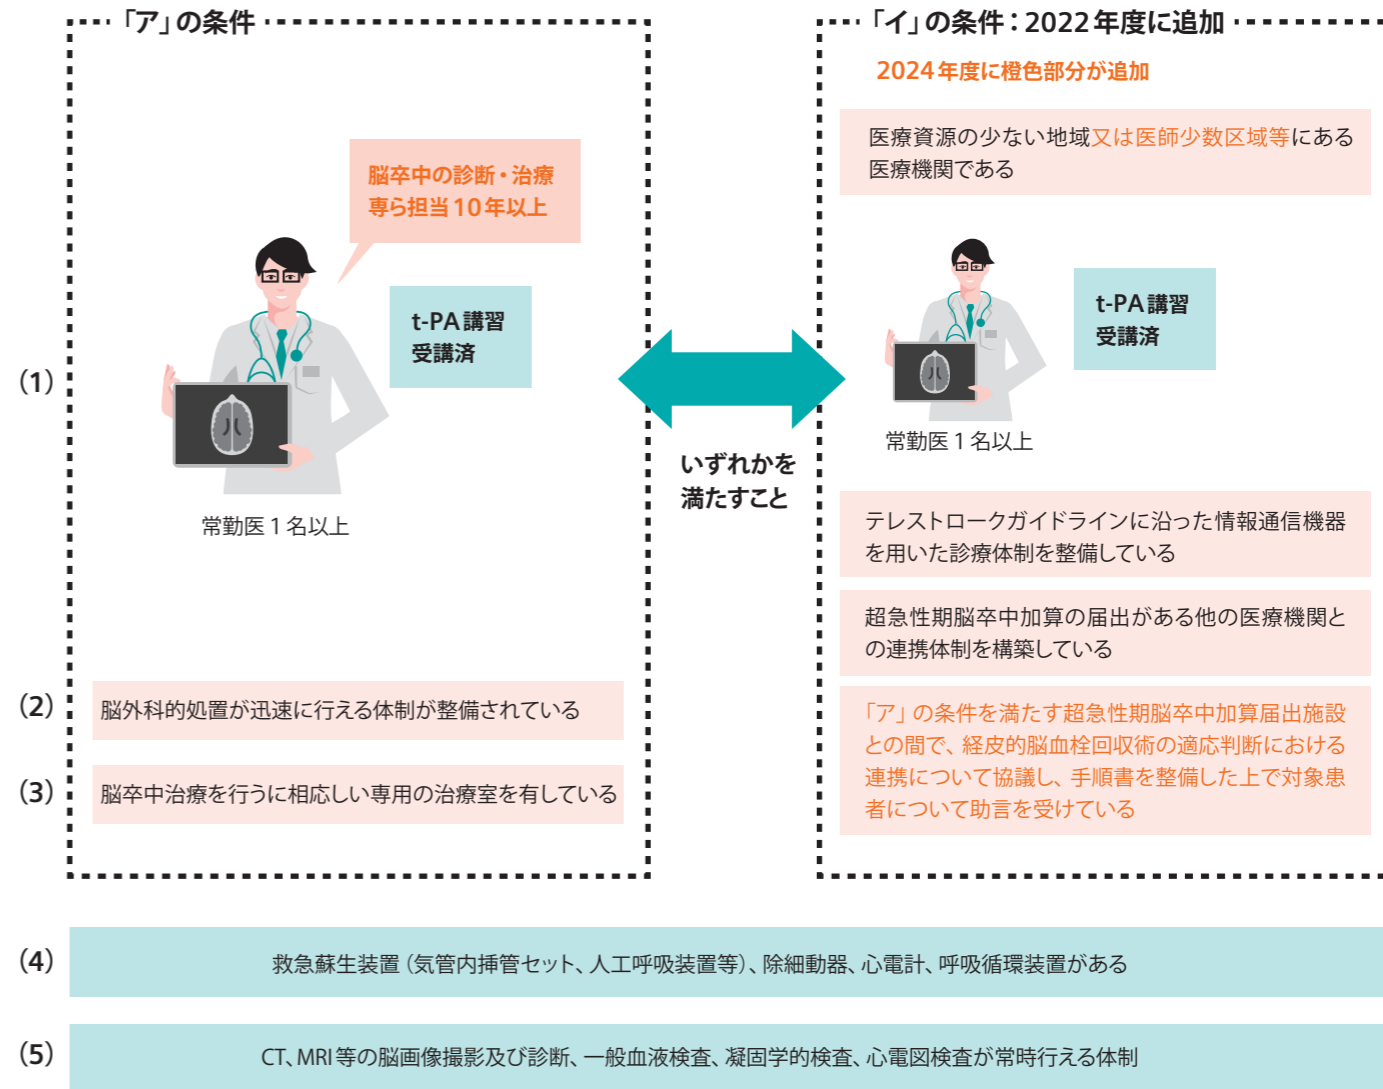 「ア」の条件
脳卒中の診断・治療
専ら担当10年以上
t-PA講習
受講済
(1)
常勤医1名以上
いずれかを
満たすこと
「イ」の条件：2022年度に追加
2024年度に橙色部分が追加
医療資源の少ない地域又は医師少数区域等にある
医療機関である
t-PA講習
受講済
常勤医1名以上
テレストロークガイドラインに沿った情報通信機器
を用いた診療体制を整備している
超急性期脳卒中加算の届出がある他の医療機関と
の連携体制を構築している
「ア」の条件を満たす超急性期脳卒中加算届出施設
との間で、経皮的脳血栓回収術の適応判断における
連携について協議し、手順書を整備した上で対象患
者について助言を受けている
(2)
脳外科的処置が迅速に行える体制が整備されている
(3)
脳卒中治療を行うに相応しい専用の治療室を有している
(4)
救急蘇生装置（気管内挿管セット、人工呼吸装置等）、除細動器、心電計、呼吸循環装置がある
(5)
CT、MRI等の脳画像撮影及び診断、一般血液検査、凝固学的検査、心電図検査が常時行える体制